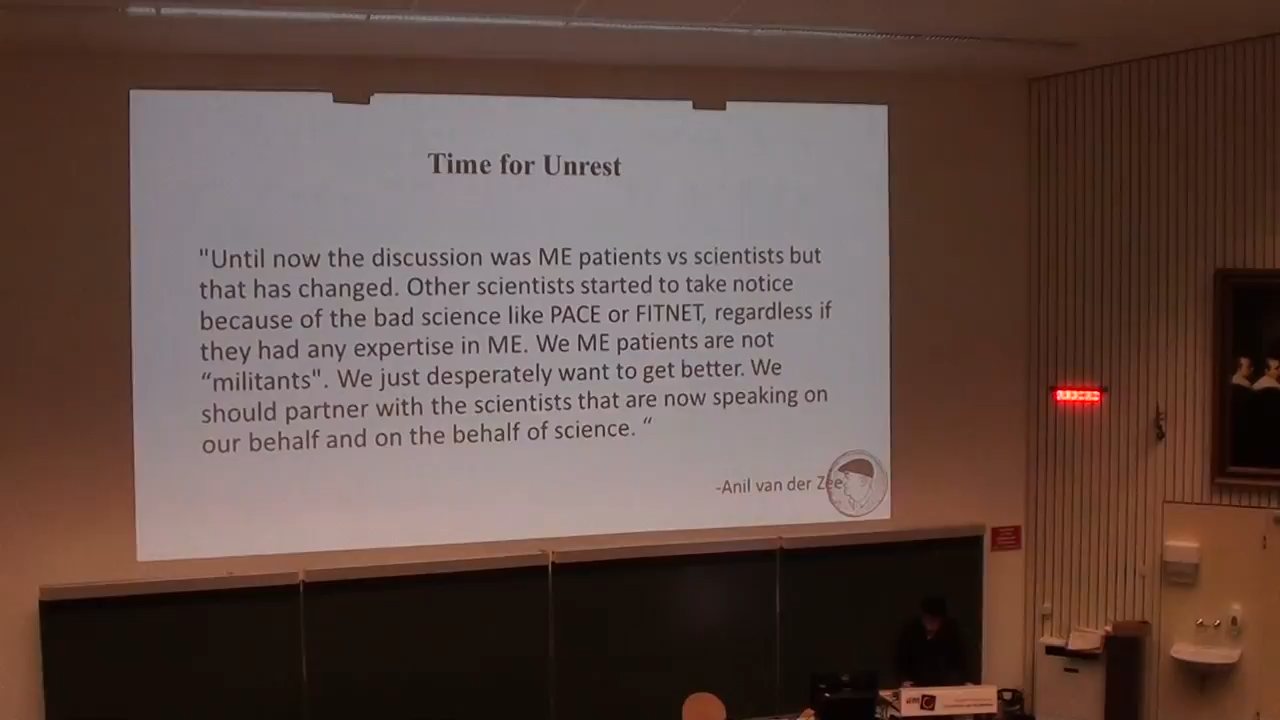 Time for Unrest
"Until now the discussion was ME patients vs scientists but
that has changed. Other scientists started to take notice
because of the bad science like PACE or FITNET, regardless if
they had any expertise in ME. We ME patients are not
“militants". We just desperately want to get better. We
should partner with the scientists that are now speaking on
our behalf and on the behalf of science. “
-Anil van der Zee